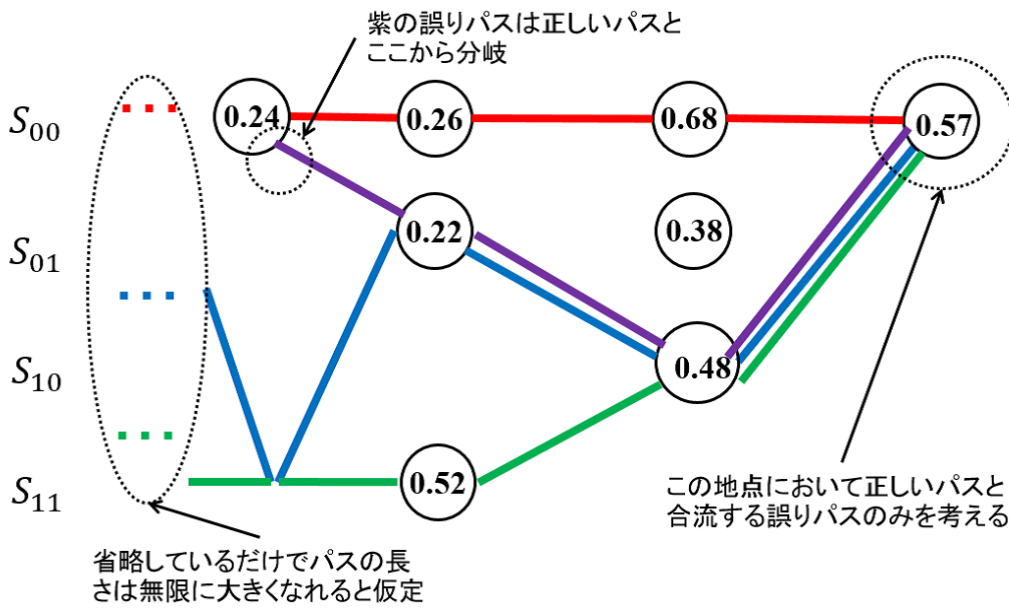 紫の誤りパスは正しいパスと
ここから分岐
S₀₀
0.24
0.26
0.68
0.57
S₀₁
0.22
0.38
S₁₀
0.48
S₁₁
0.52
この地点において正しいパスと
合流する誤りパスのみを考える
省略しているだけでパスの長
さは無限に大きくなれると仮定